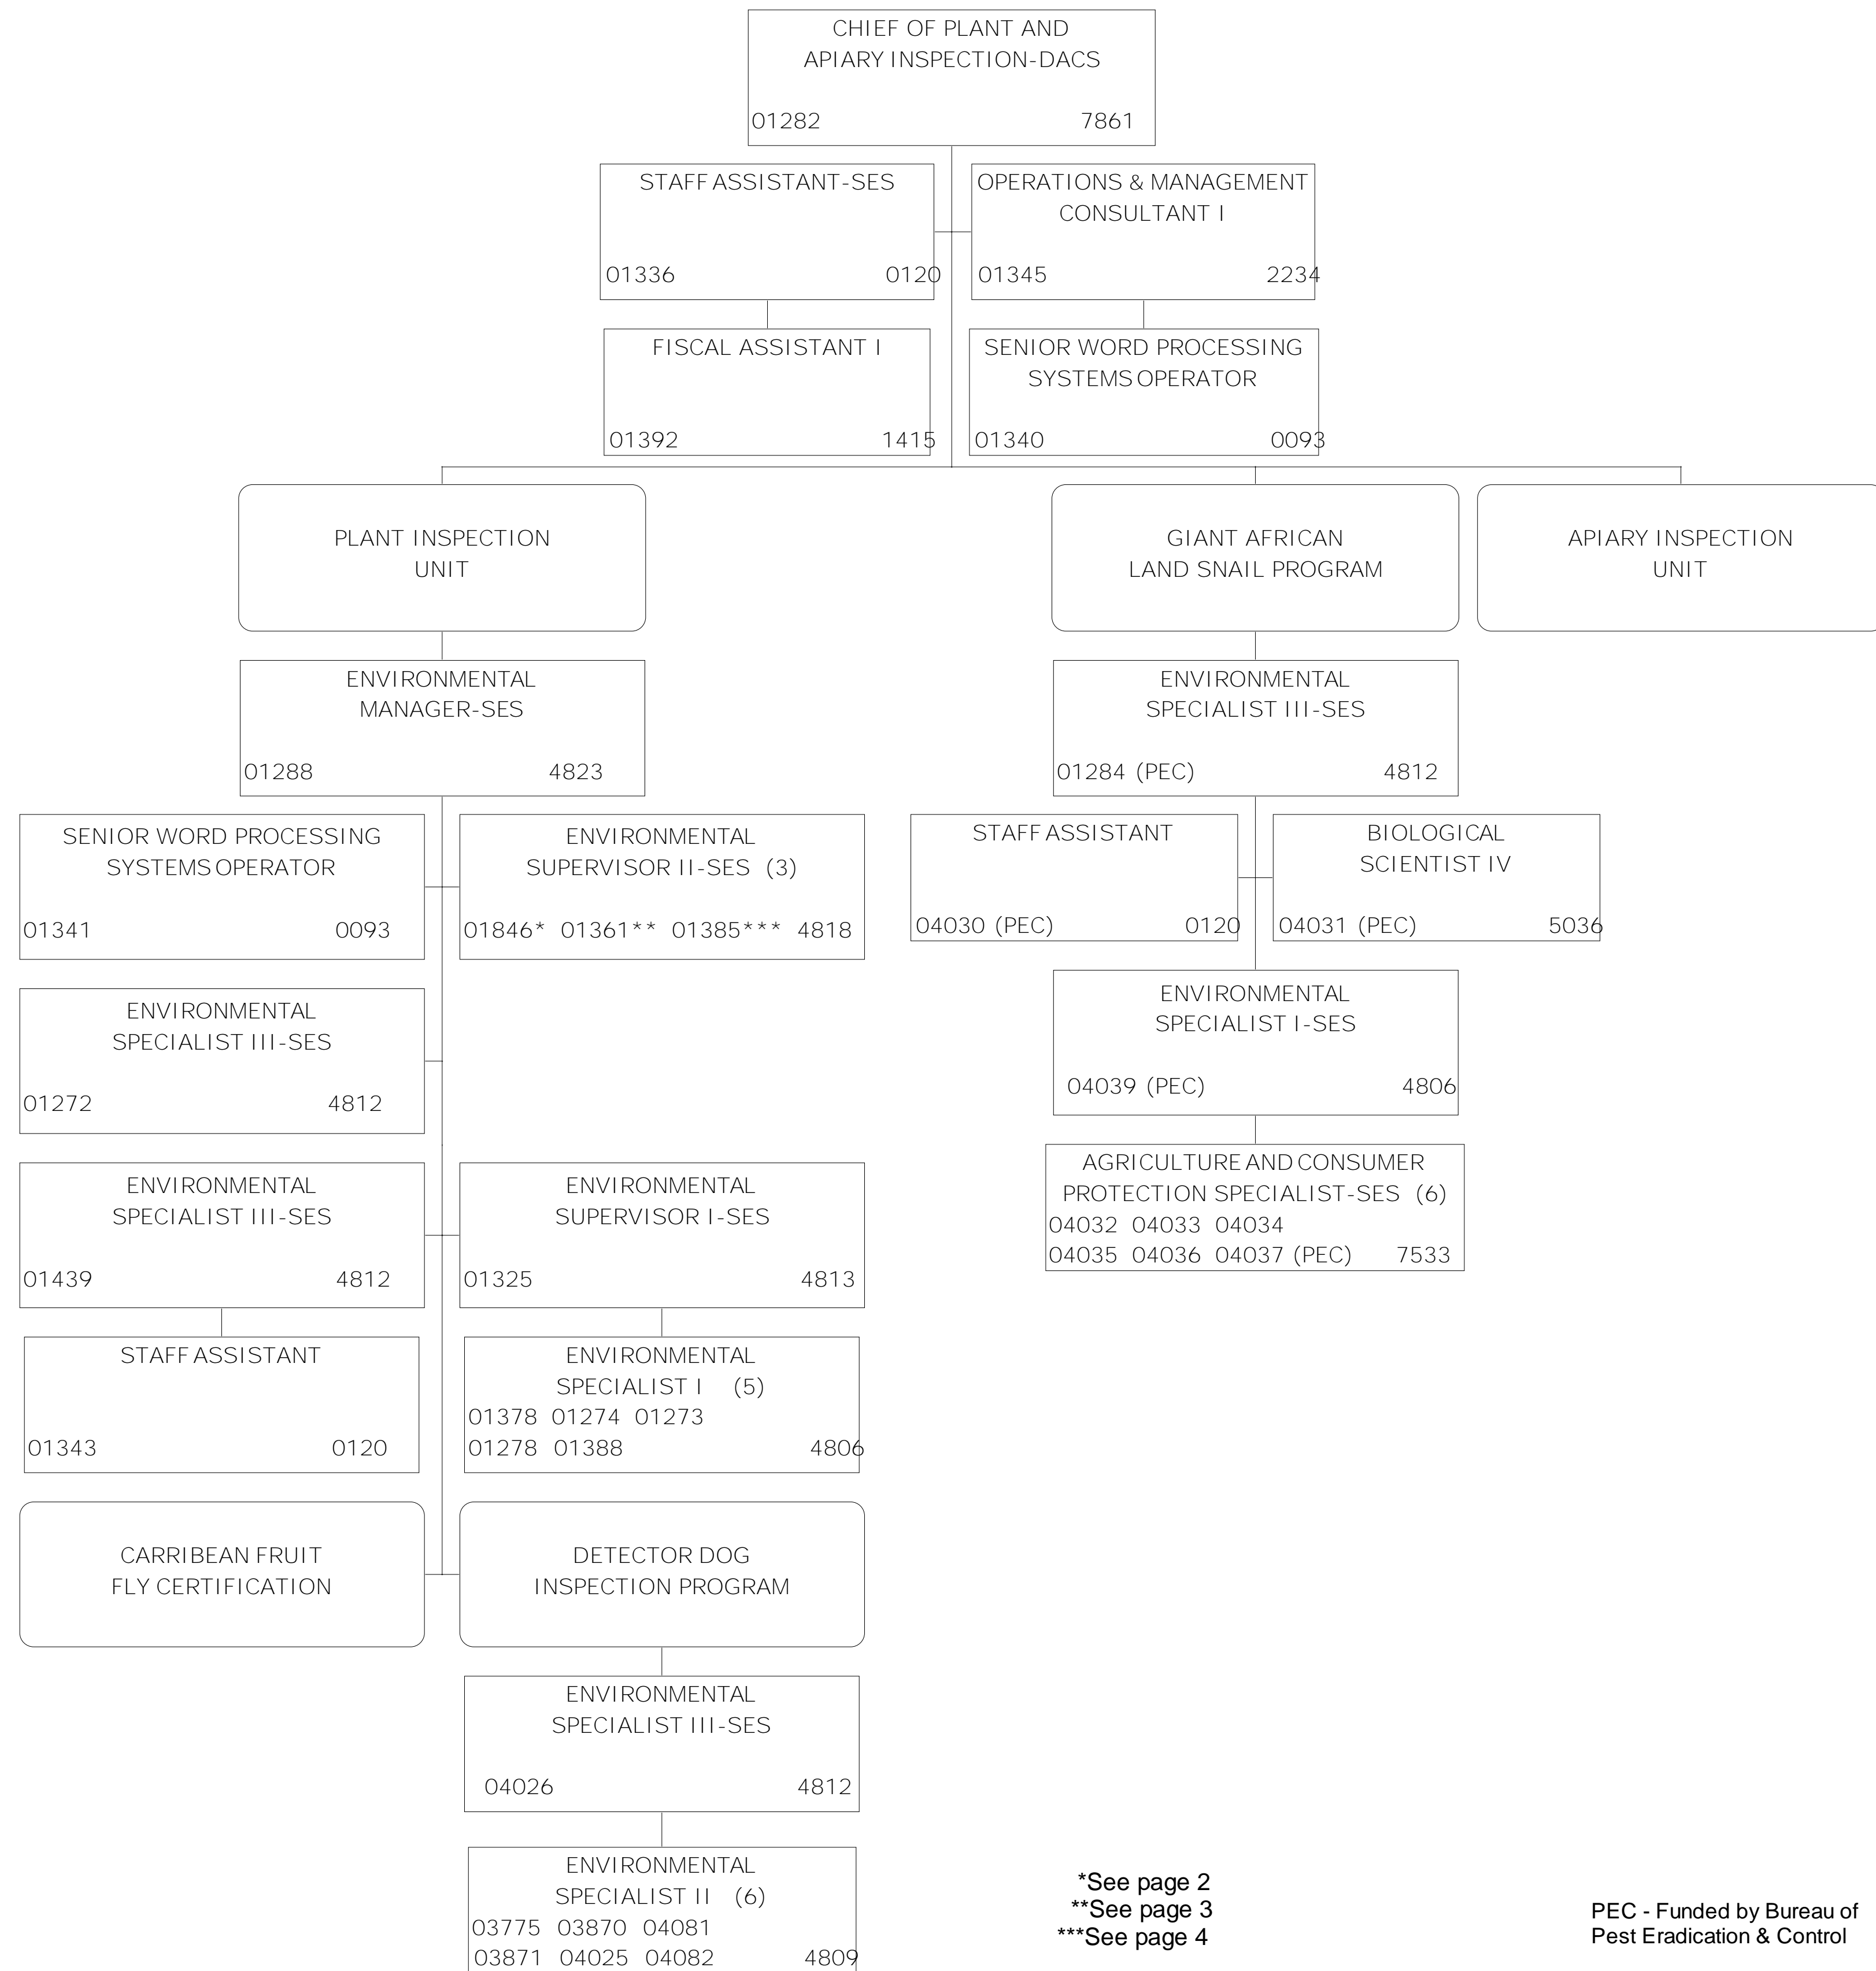 CHIEF OF PLANT AND
APIARY INSPECTION-DACS
01282 7861
STAFF ASSISTANT-SES
01336 0120
OPERATIONS & MANAGEMENT
CONSULTANT I
01345 2234
FISCAL ASSISTANT I
01392 1415
SENIOR WORD PROCESSING
SYSTEMS OPERATOR
01340 0093
PLANT INSPECTION
UNIT
GIANT AFRICAN
LAND SNAIL PROGRAM
APIARY INSPECTION
UNIT
ENVIRONMENTAL
MANAGER-SES
01288 4823
SENIOR WORD PROCESSING
SYSTEMS OPERATOR
01341 0093
ENVIRONMENTAL
SUPERVISOR II-SES (3)
01846* 01361** 01385*** 4818
ENVIRONMENTAL
SPECIALIST III-SES
01272 4812
ENVIRONMENTAL
SPECIALIST III-SES
01439 4812
ENVIRONMENTAL
SUPERVISOR I-SES
01325 4813
STAFF ASSISTANT
01343 0120
ENVIRONMENTAL
SPECIALIST I (5)
01378 01274 01273
01278 01388 4806
CARRIBEAN FRUIT
FLY CERTIFICATION
DETECTOR DOG
INSPECTION PROGRAM
ENVIRONMENTAL
SPECIALIST III-SES
04026 4812
ENVIRONMENTAL
SPECIALIST II (6)
03775 03870 04081
03871 04025 04082 4809
ENVIRONMENTAL
SPECIALIST III-SES
01284 (PEC) 4812
STAFF ASSISTANT
04030 (PEC) 0120
BIOLOGICAL
SCIENTIST IV
04031 (PEC) 5036
ENVIRONMENTAL
SPECIALIST I-SES
04039 (PEC) 4806
AGRICULTURE AND CONSUMER
PROTECTION SPECIALIST-SES (6)
04032 04033 04034
04035 04036 04037 (PEC) 7533
*See page 2
**See page 3
***See page 4
PEC - Funded by Bureau of
Pest Eradication & Control